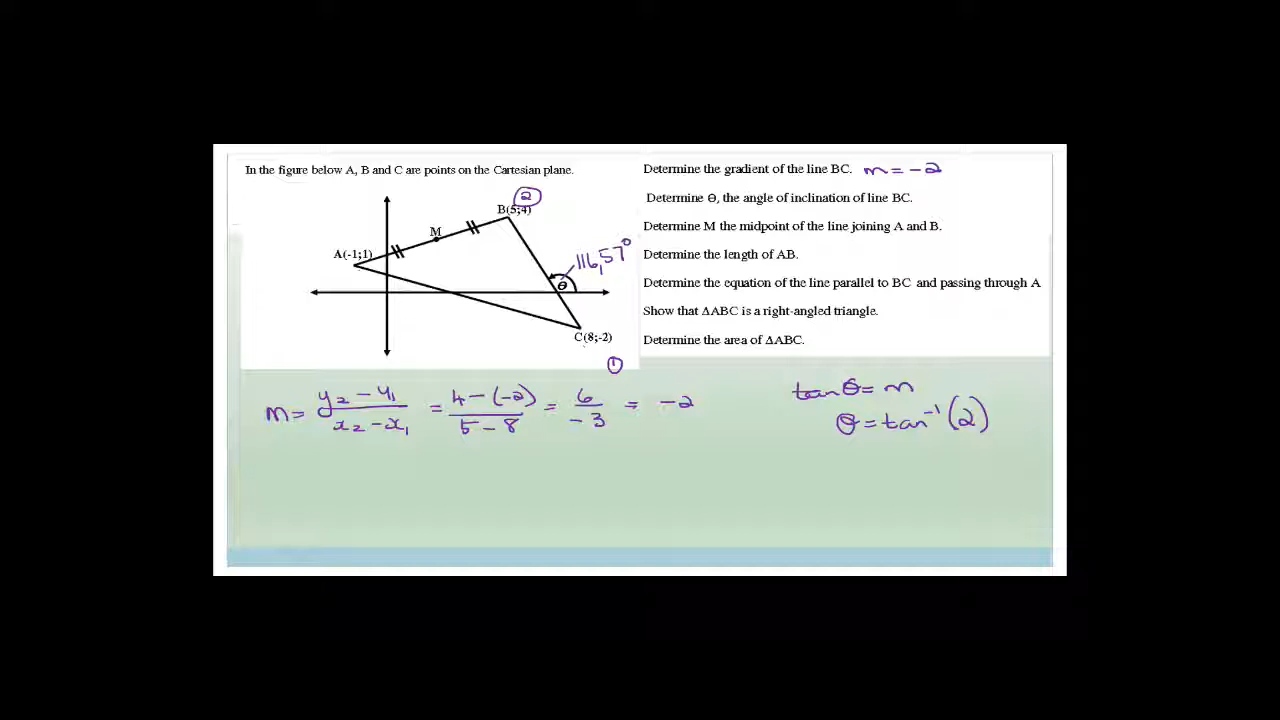 In the figure below A, B and C are points on the Cartesian plane.
②
B(5;4)
M
A(-1;1)
116,57°
θ
C(8;-2)
①
Determine the gradient of the line BC. m = -2
Determine θ, the angle of inclination of line BC.
Determine M the midpoint of the line joining A and B.
Determine the length of AB.
Determine the equation of the line parallel to BC and passing through A
Show that ΔABC is a right-angled triangle.
Determine the area of ΔABC.
m = (y₂ - y₁)/(x₂ - x₁) = (4 - (-2))/(5 - 8) = 6/-3 = -2
tan θ = m
θ = tan⁻¹(2)